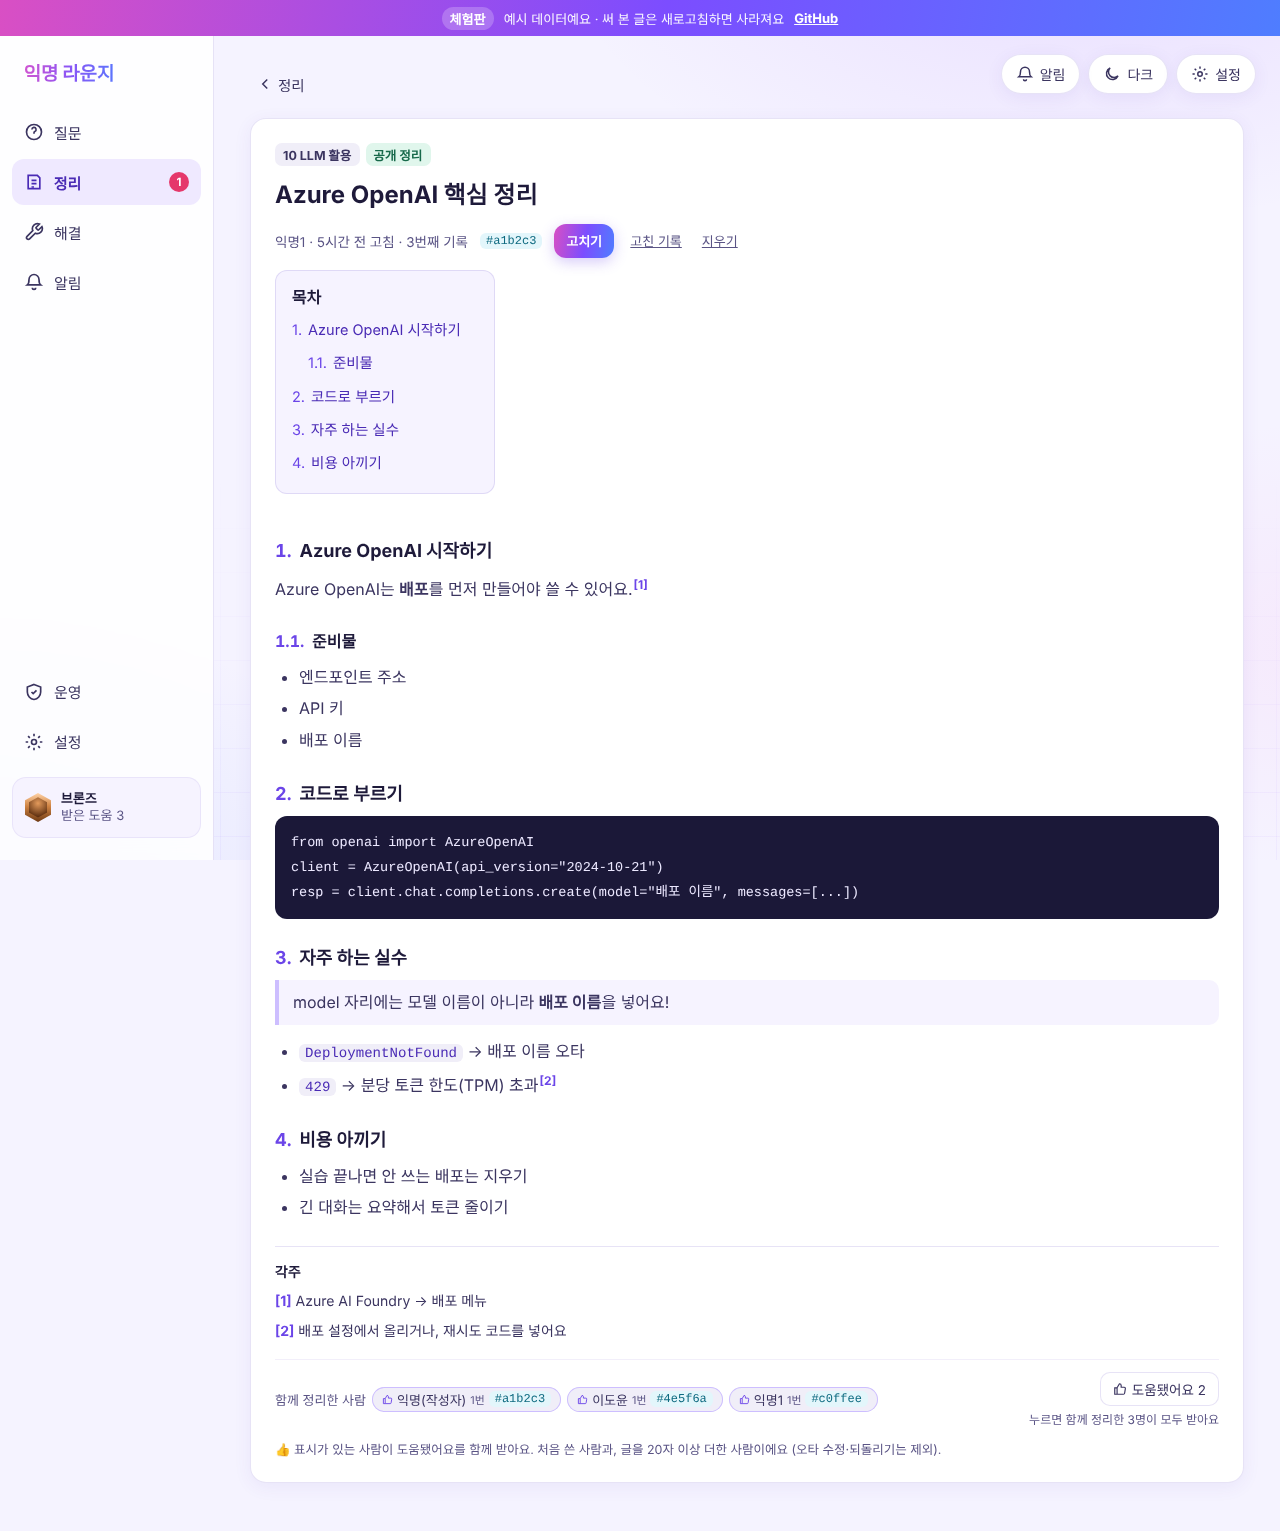 체험판 예시 데이터예요 · 써 본 글은 새로고침하면 사라져요 GitHub
익명 라운지
질문
정리 1
해결
알림
운영
설정
브론즈
받은 도움 3
정리
알림 다크 설정
10 LLM 활용 공개 정리
Azure OpenAI 핵심 정리
익명1 · 5시간 전 고침 · 3번째 기록 #a1b2c3 고치기 고친 기록 지우기
목차
1. Azure OpenAI 시작하기
1.1. 준비물
2. 코드로 부르기
3. 자주 하는 실수
4. 비용 아끼기
1. Azure OpenAI 시작하기
Azure OpenAI는 배포를 먼저 만들어야 쓸 수 있어요.[1]
1.1. 준비물
• 엔드포인트 주소
• API 키
• 배포 이름
2. 코드로 부르기
from openai import AzureOpenAI
client = AzureOpenAI(api_version="2024-10-21")
resp = client.chat.completions.create(model="배포 이름", messages=[...])
3. 자주 하는 실수
model 자리에는 모델 이름이 아니라 배포 이름을 넣어요!
• DeploymentNotFound → 배포 이름 오타
• 429 → 분당 토큰 한도(TPM) 초과[2]
4. 비용 아끼기
• 실습 끝나면 안 쓰는 배포는 지우기
• 긴 대화는 요약해서 토큰 줄이기
각주
[1] Azure AI Foundry → 배포 메뉴
[2] 배포 설정에서 올리거나, 재시도 코드를 넣어요
함께 정리한 사람 익명(작성자) 1번 #a1b2c3 이도윤 1번 #4e5f6a 익명1 1번 #c0ffee
도움됐어요 2
누르면 함께 정리한 3명이 모두 받아요
👍 표시가 있는 사람이 도움됐어요를 함께 받아요. 처음 쓴 사람과, 글을 20자 이상 더한 사람이에요 (오타 수정·되돌리기는 제외).